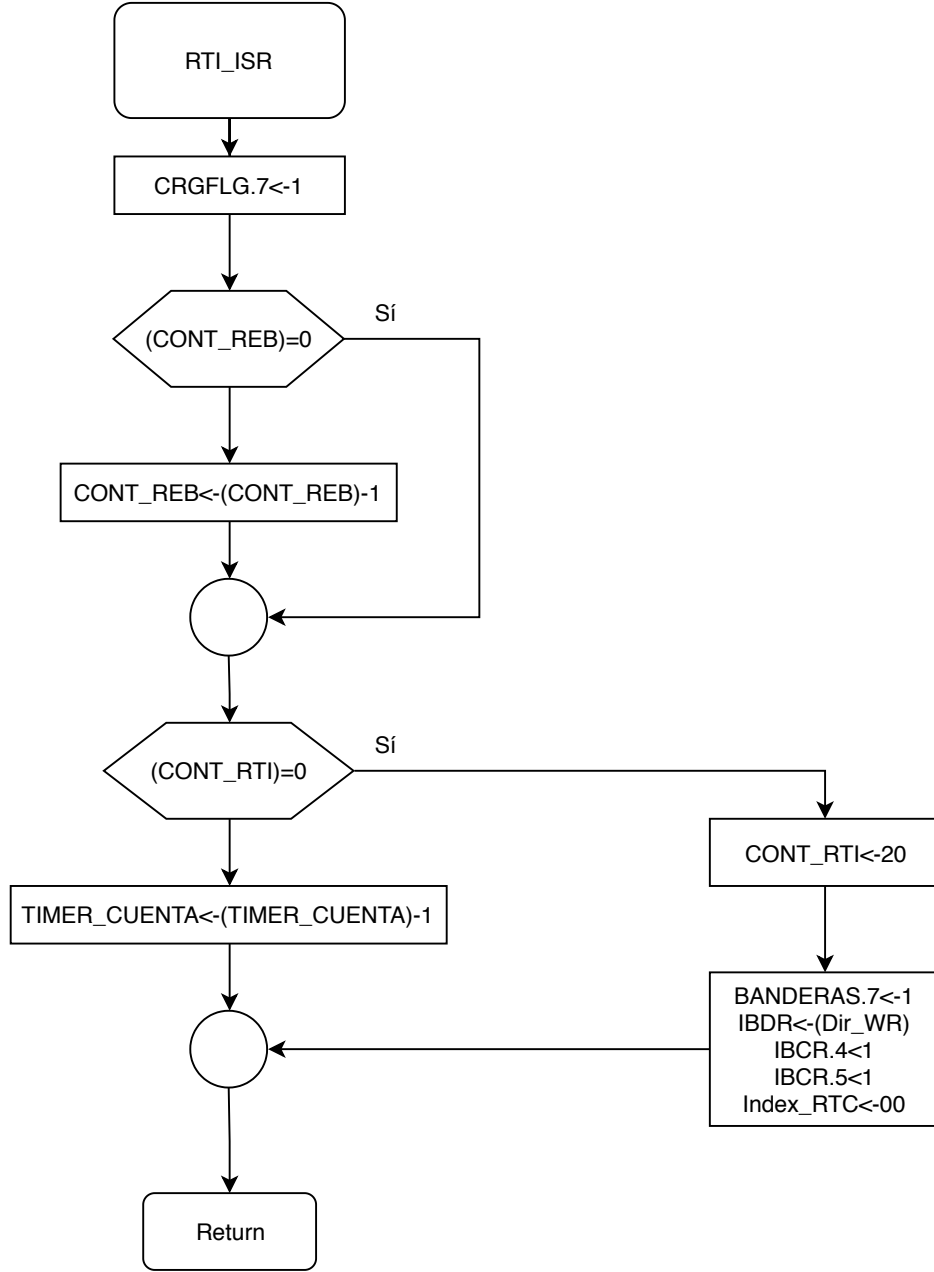 RTI_ISR
CRGFLG.7<-1
(CONT_REB)=0
Sí
CONT_REB<-(CONT_REB)-1
(CONT_RTI)=0
Sí
CONT_RTI<-20
TIMER_CUENTA<-(TIMER_CUENTA)-1
BANDERAS.7<-1
IBDR<-(Dir_WR)
IBCR.4<1
IBCR.5<1
Index_RTC<-00
Return